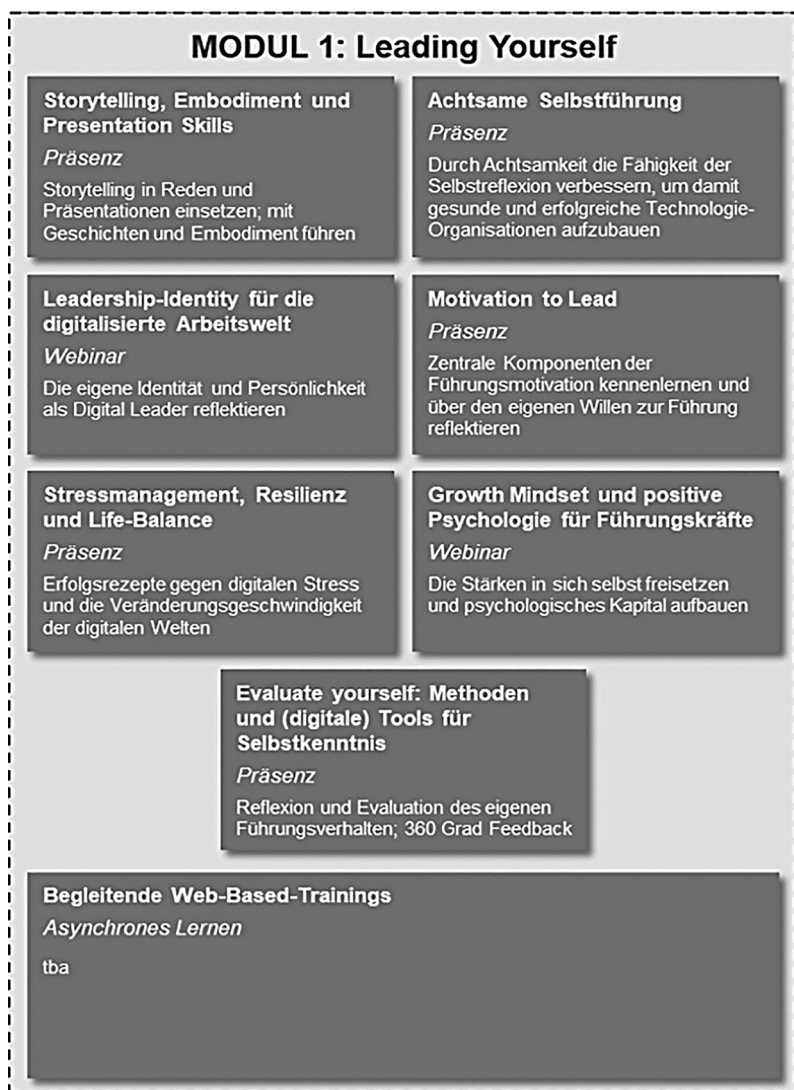 MODUL 1: Leading Yourself
Storytelling, Embodiment und
Presentation Skills
Präsenz
Storytelling in Reden und
Präsentationen einsetzen; mit
Geschichten und Embodiment führen
Achtsame Selbstführung
Präsenz
Durch Achtsamkeit die Fähigkeit der
Selbstreflexion verbessern, um damit
gesunde und erfolgreiche Technologie-
Organisationen aufzubauen
Leadership-Identity für die
digitalisierte Arbeitswelt
Webinar
Die eigene Identität und Persönlichkeit
als Digital Leader reflektieren
Motivation to Lead
Präsenz
Zentrale Komponenten der
Führungsmotivation kennenlernen und
über den eigenen Willen zur Führung
reflektieren
Stressmanagement, Resilienz
und Life-Balance
Präsenz
Erfolgsrezepte gegen digitalen Stress
und die Veränderungsgeschwindigkeit
der digitalen Welten
Growth Mindset und positive
Psychologie für Führungskräfte
Webinar
Die Stärken in sich selbst freisetzen
und psychologisches Kapital aufbauen
Evaluate yourself: Methoden
und (digitale) Tools für
Selbstkenntnis
Präsenz
Reflexion und Evaluation des eigenen
Führungsverhalten; 360 Grad Feedback
Begleitende Web-Based-Trainings
Asynchrones Lernen
tba